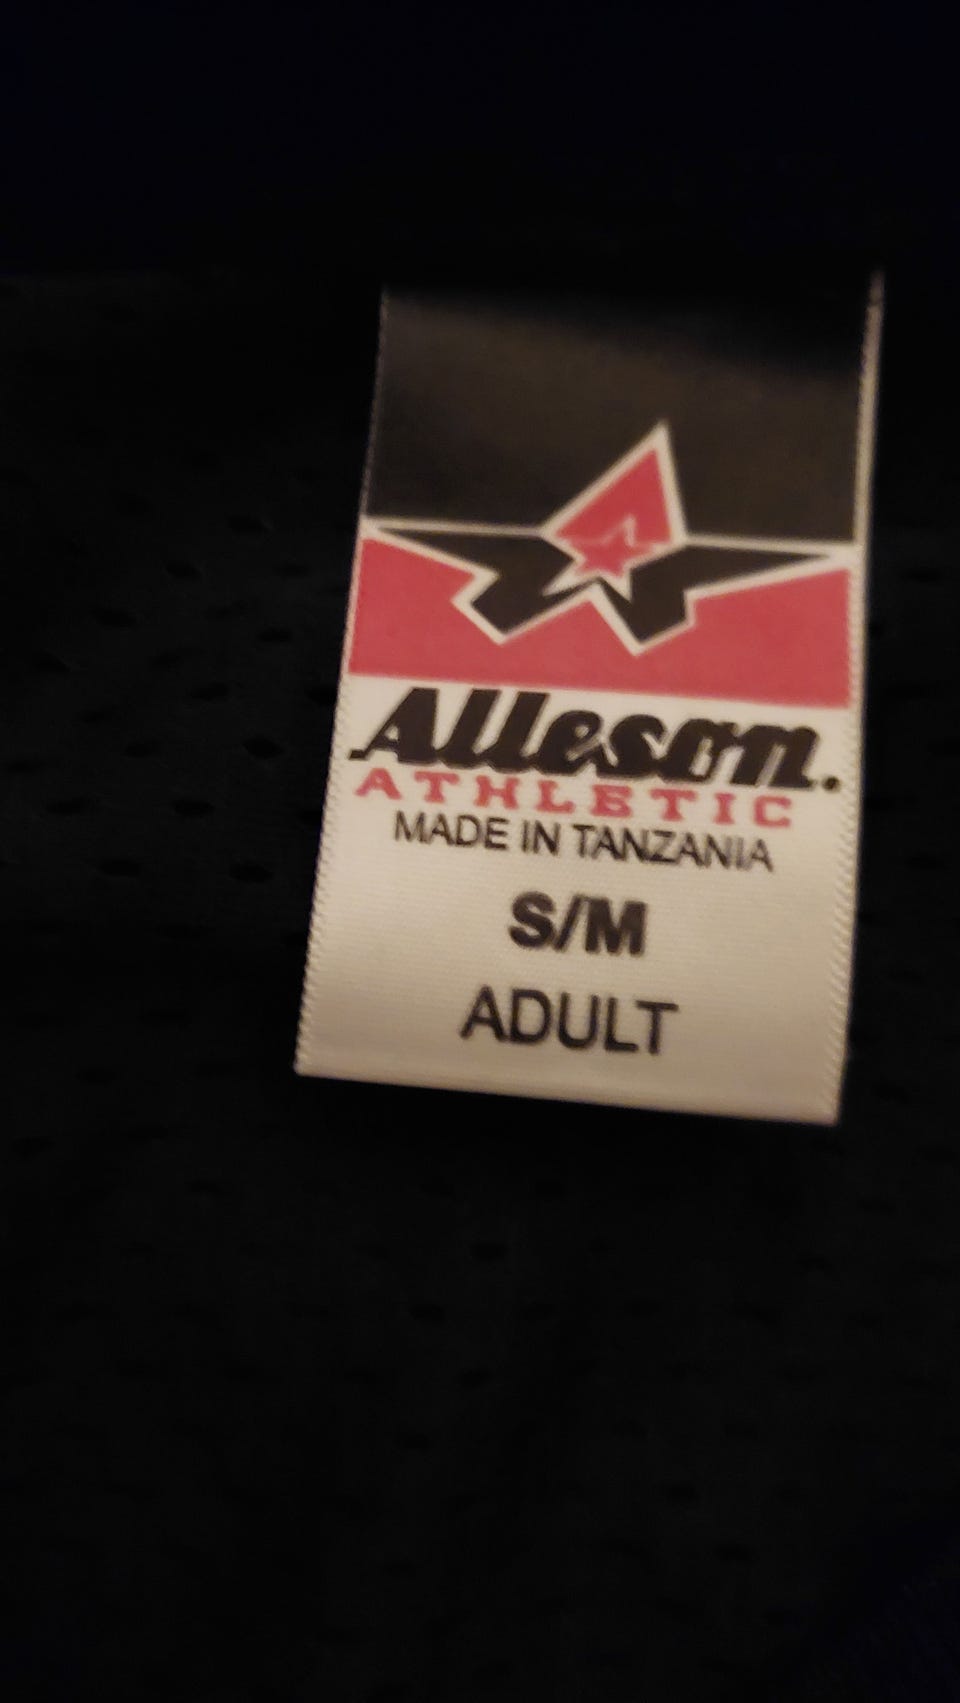 Alleson.
ATHLETIC
MADE IN TANZANIA
S/M
ADULT